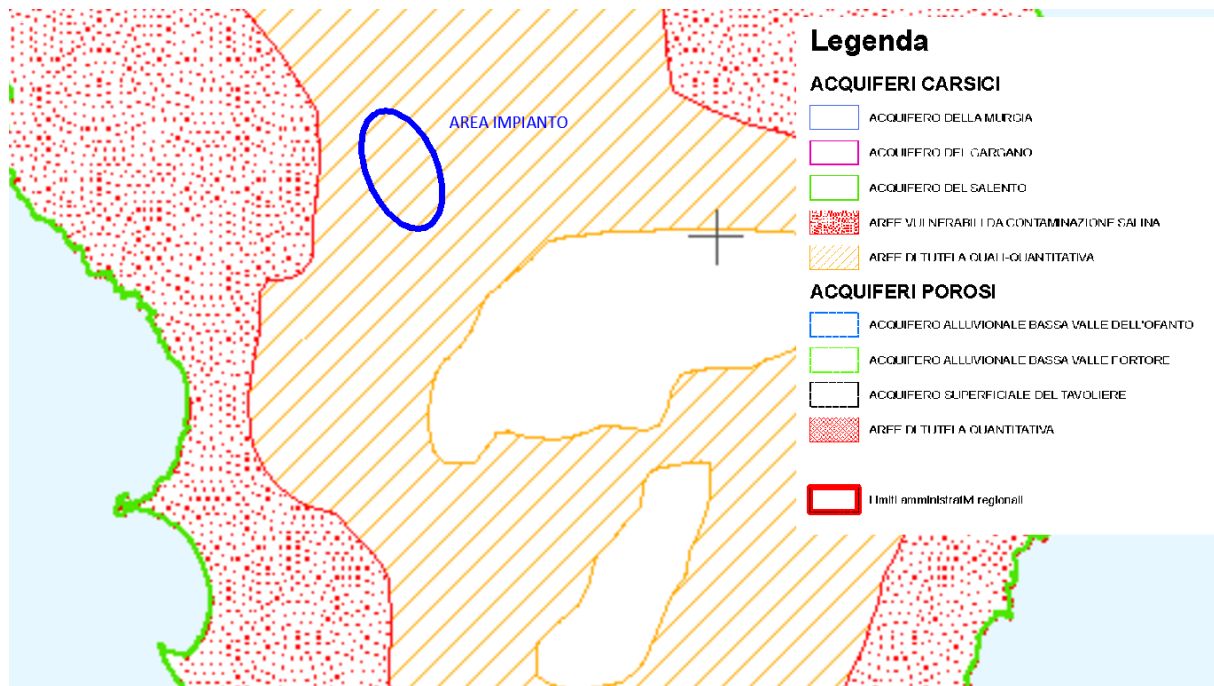 AREA IMPIANTO
Legenda
ACQUIFERI CARSICI
ACQUIFERO DELLA MURGIA
ACQUIFERO DEL GARGANO
ACQUIFERO DEL SALENTO
AREE VULNERABILI DA CONTAMINAZIONE SALINA
AREE DI TUTELA QUALI-QUANTITATIVA
ACQUIFERI POROSI
ACQUIFERO ALLUVIONALE BASSA VALLE DELL'OFANTO
ACQUIFERO ALLUVIONALE BASSA VALLE FORTORE
ACQUIFERO SUPERFICIALE DEL TAVOLIERE
AREE DI TUTELA QUANTITATIVA
Limiti amministrativi regionali